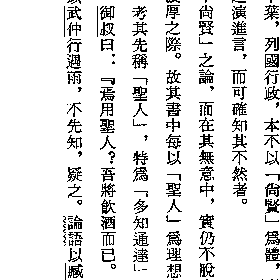 葉，列國行政，本不以「尚賢」爲讐，
演進言，而可確知其不然者。
尚賢」之論，而在其無意中，實仍不脫
厚之際。故其書中每以「聖人」爲理想
考其先稱「聖人」，特爲「多知通達」
御叔曰：『焉用聖人？吾將飮酒而已。
武仲行過雨，不先知，疑之。論語以臧